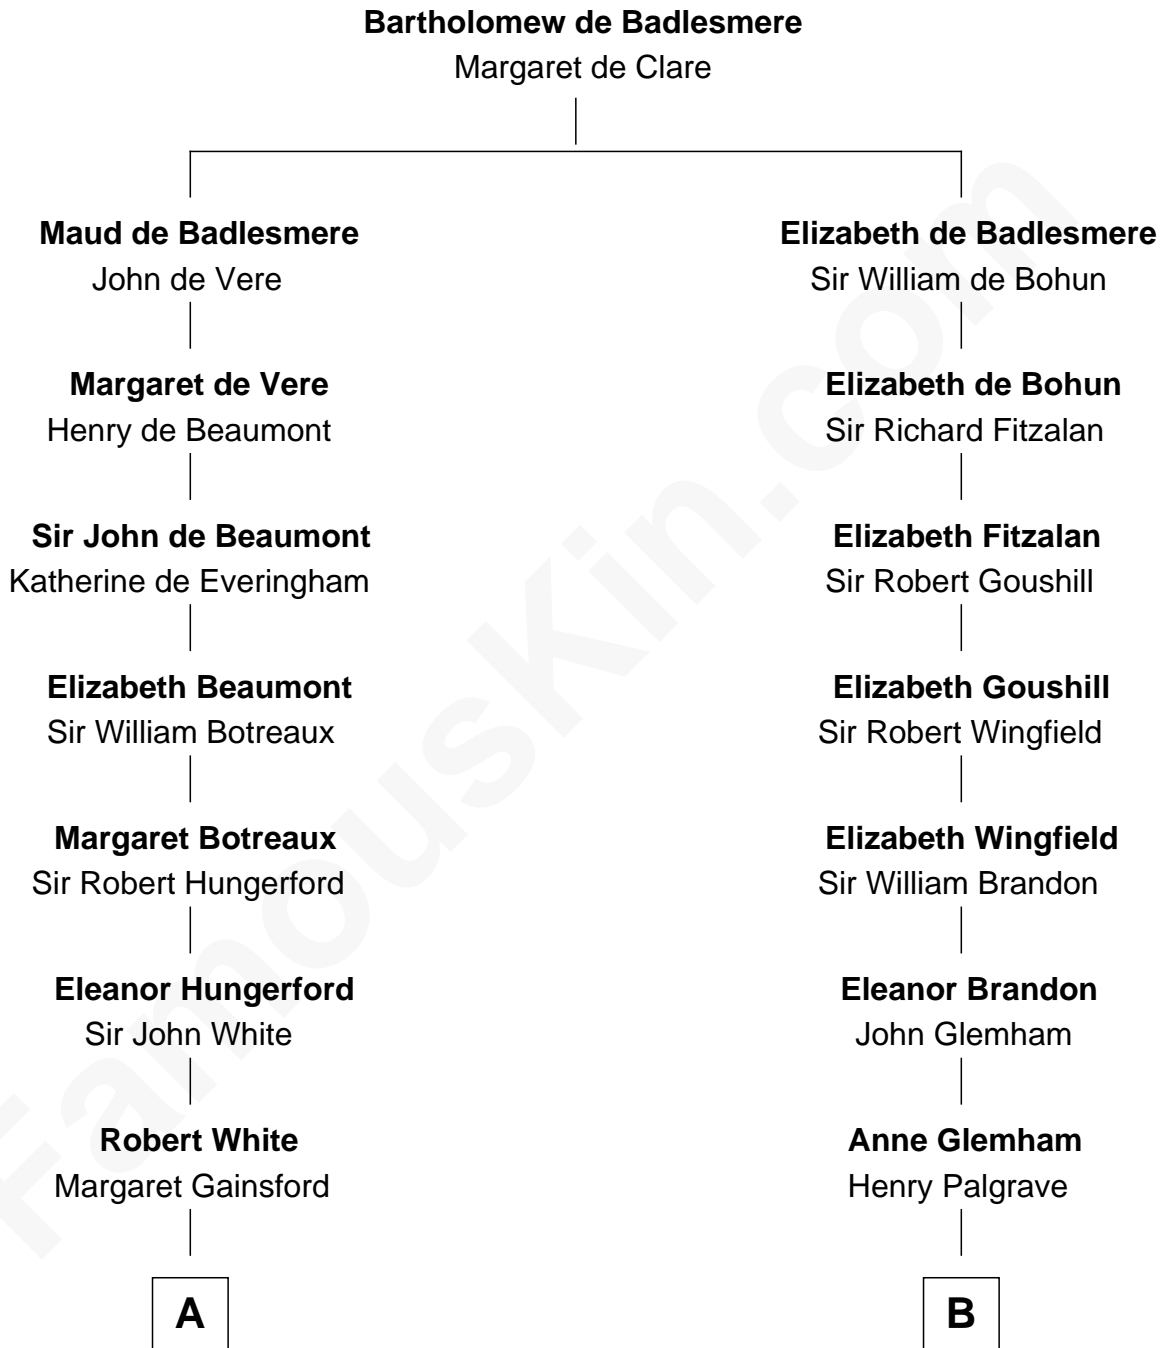 Bartholomew de Badlesmere
Margaret de Clare
Maud de Badlesmere
John de Vere
Elizabeth de Badlesmere
Sir William de Bohun
Margaret de Vere
Henry de Beaumont
Elizabeth de Bohun
Sir Richard Fitzalan
Sir John de Beaumont
Katherine de Everingham
Elizabeth Fitzalan
Sir Robert Goushill
Elizabeth Beaumont
Sir William Botreaux
Elizabeth Goushill
Sir Robert Wingfield
Margaret Botreaux
Sir Robert Hungerford
Elizabeth Wingfield
Sir William Brandon
Eleanor Hungerford
Sir John White
Eleanor Brandon
John Glemham
Robert White
Margaret Gainsford
Anne Glemham
Henry Palgrave
A
B
FamousKin.com